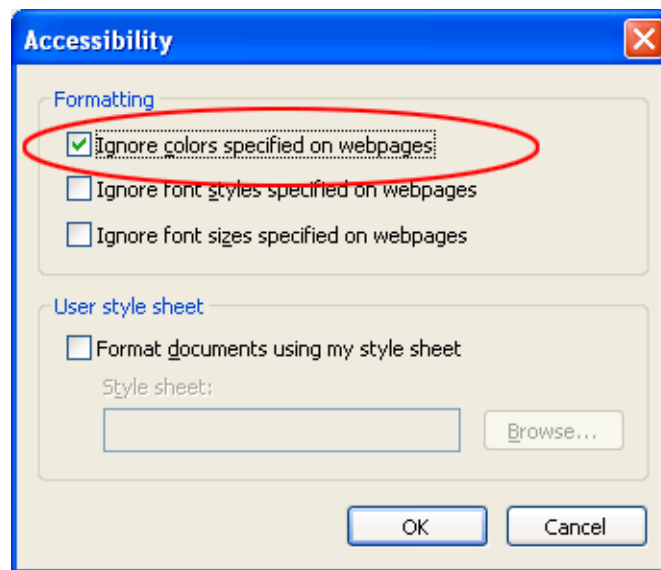 Accessibility
Formatting
Ignore colors specified on webpages
Ignore font styles specified on webpages
Ignore font sizes specified on webpages
User style sheet
Format documents using my style sheet
Style sheet:
Browse...
OK Cancel